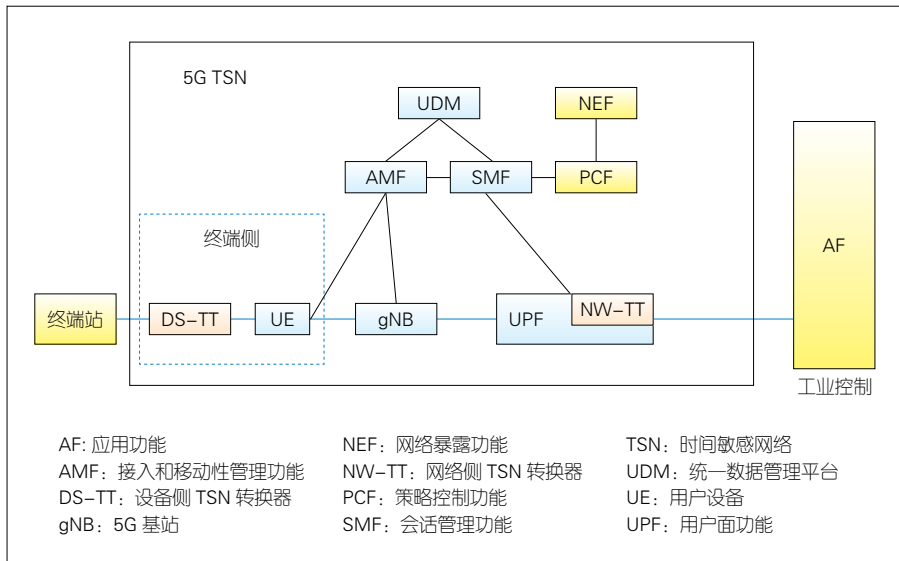 5G TSN
UDM
NEF
AMF
SMF
PCF
AF
终端侧
终端站
DS–TT
UE
gNB
UPF
NW–TT
工业控制
AF: 应用功能
NEF：网络暴露功能
TSN：时间敏感网络
AMF：接入和移动性管理功能
NW–TT：网络侧 TSN 转换器
UDM：统一数据管理平台
DS–TT：设备侧 TSN 转换器
PCF：策略控制功能
UE：用户设备
gNB：5G 基站
SMF：会话管理功能
UPF：用户面功能